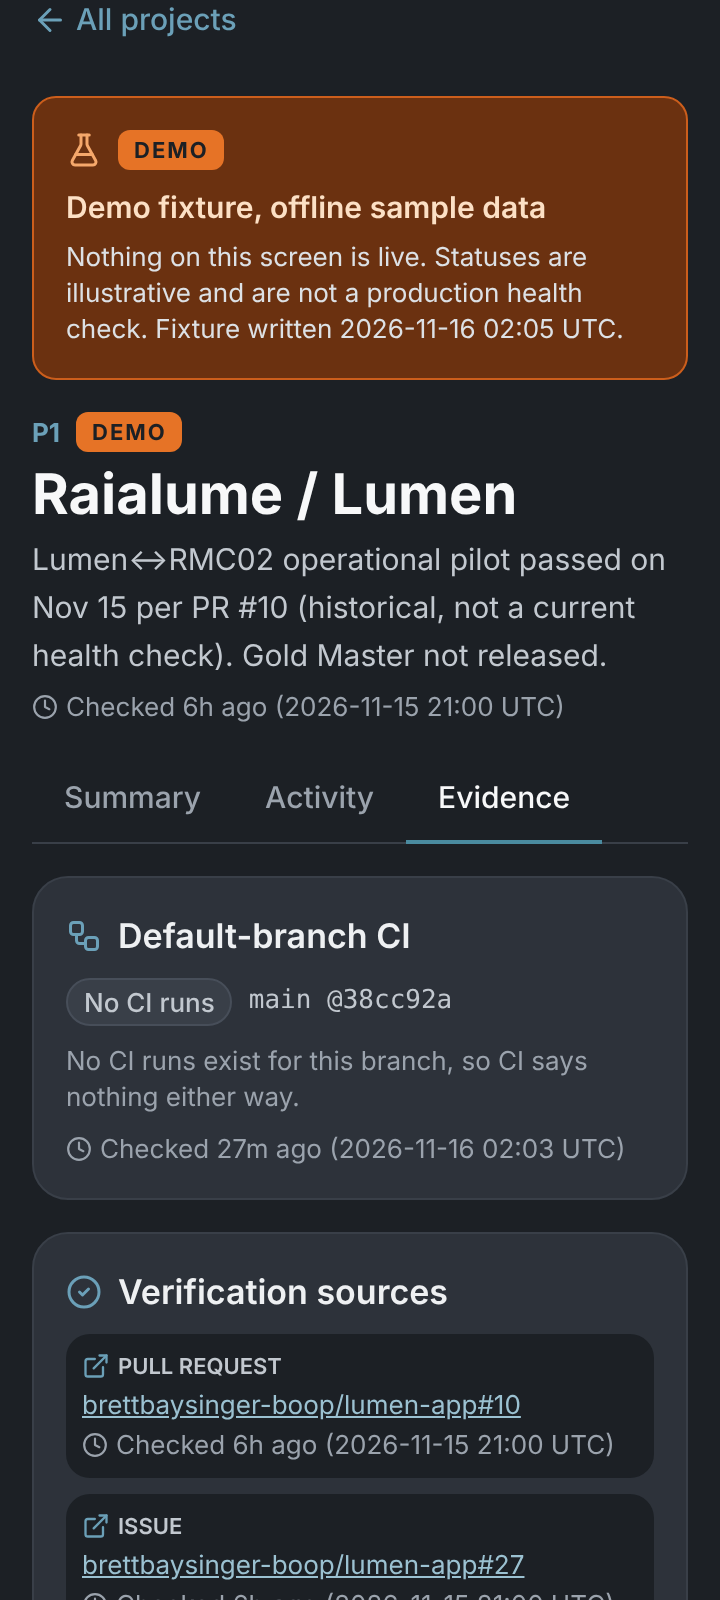 All projects
DEMO
Demo fixture, offline sample data
Nothing on this screen is live. Statuses are
illustrative and are not a production health
check. Fixture written 2026-11-16 02:05 UTC.
P1 DEMO
Raialume / Lumen
Lumen↔RMC02 operational pilot passed on
Nov 15 per PR #10 (historical, not a current
health check). Gold Master not released.
Checked 6h ago (2026-11-15 21:00 UTC)
Summary Activity Evidence
Default-branch CI
No CI runs main @38cc92a
No CI runs exist for this branch, so CI says
nothing either way.
Checked 27m ago (2026-11-16 02:03 UTC)
Verification sources
PULL REQUEST
brettbaysinger-boop/lumen-app#10
Checked 6h ago (2026-11-15 21:00 UTC)
ISSUE
brettbaysinger-boop/lumen-app#27